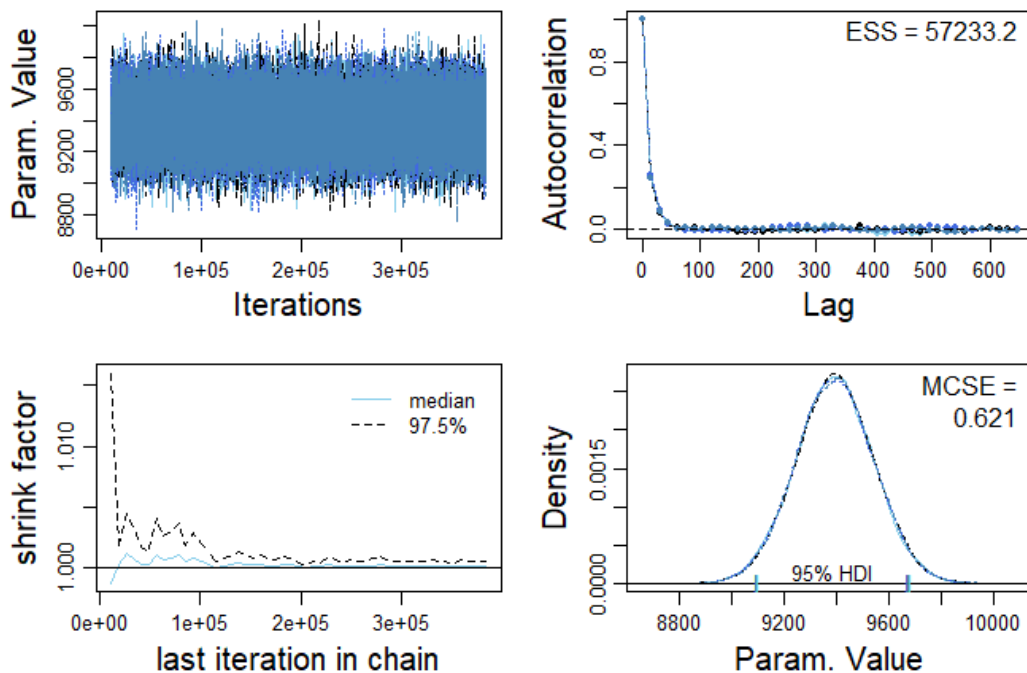 Param. Value
8800 9200 9600
0e+00 1e+05 2e+05 3e+05
Iterations
ESS = 57233.2
Autocorrelation
0.0 0.4 0.8
0 100 200 300 400 500 600
Lag
shrink factor
1.000 1.010
median
97.5%
0e+00 1e+05 2e+05 3e+05
last iteration in chain
MCSE =
0.621
Density
0.0000 0.0015
95% HDI
8800 9200 9600 10000
Param. Value